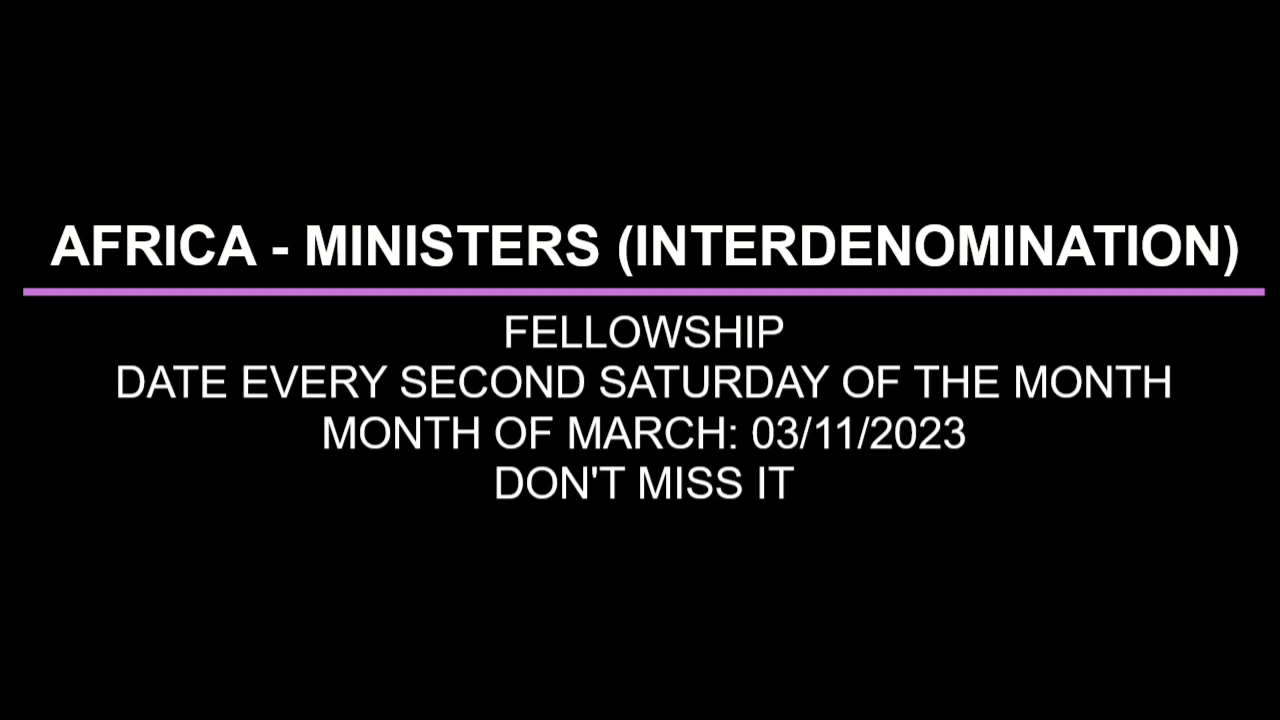 AFRICA - MINISTERS (INTERDENOMINATION)
FELLOWSHIP
DATE EVERY SECOND SATURDAY OF THE MONTH
MONTH OF MARCH: 03/11/2023
DON'T MISS IT